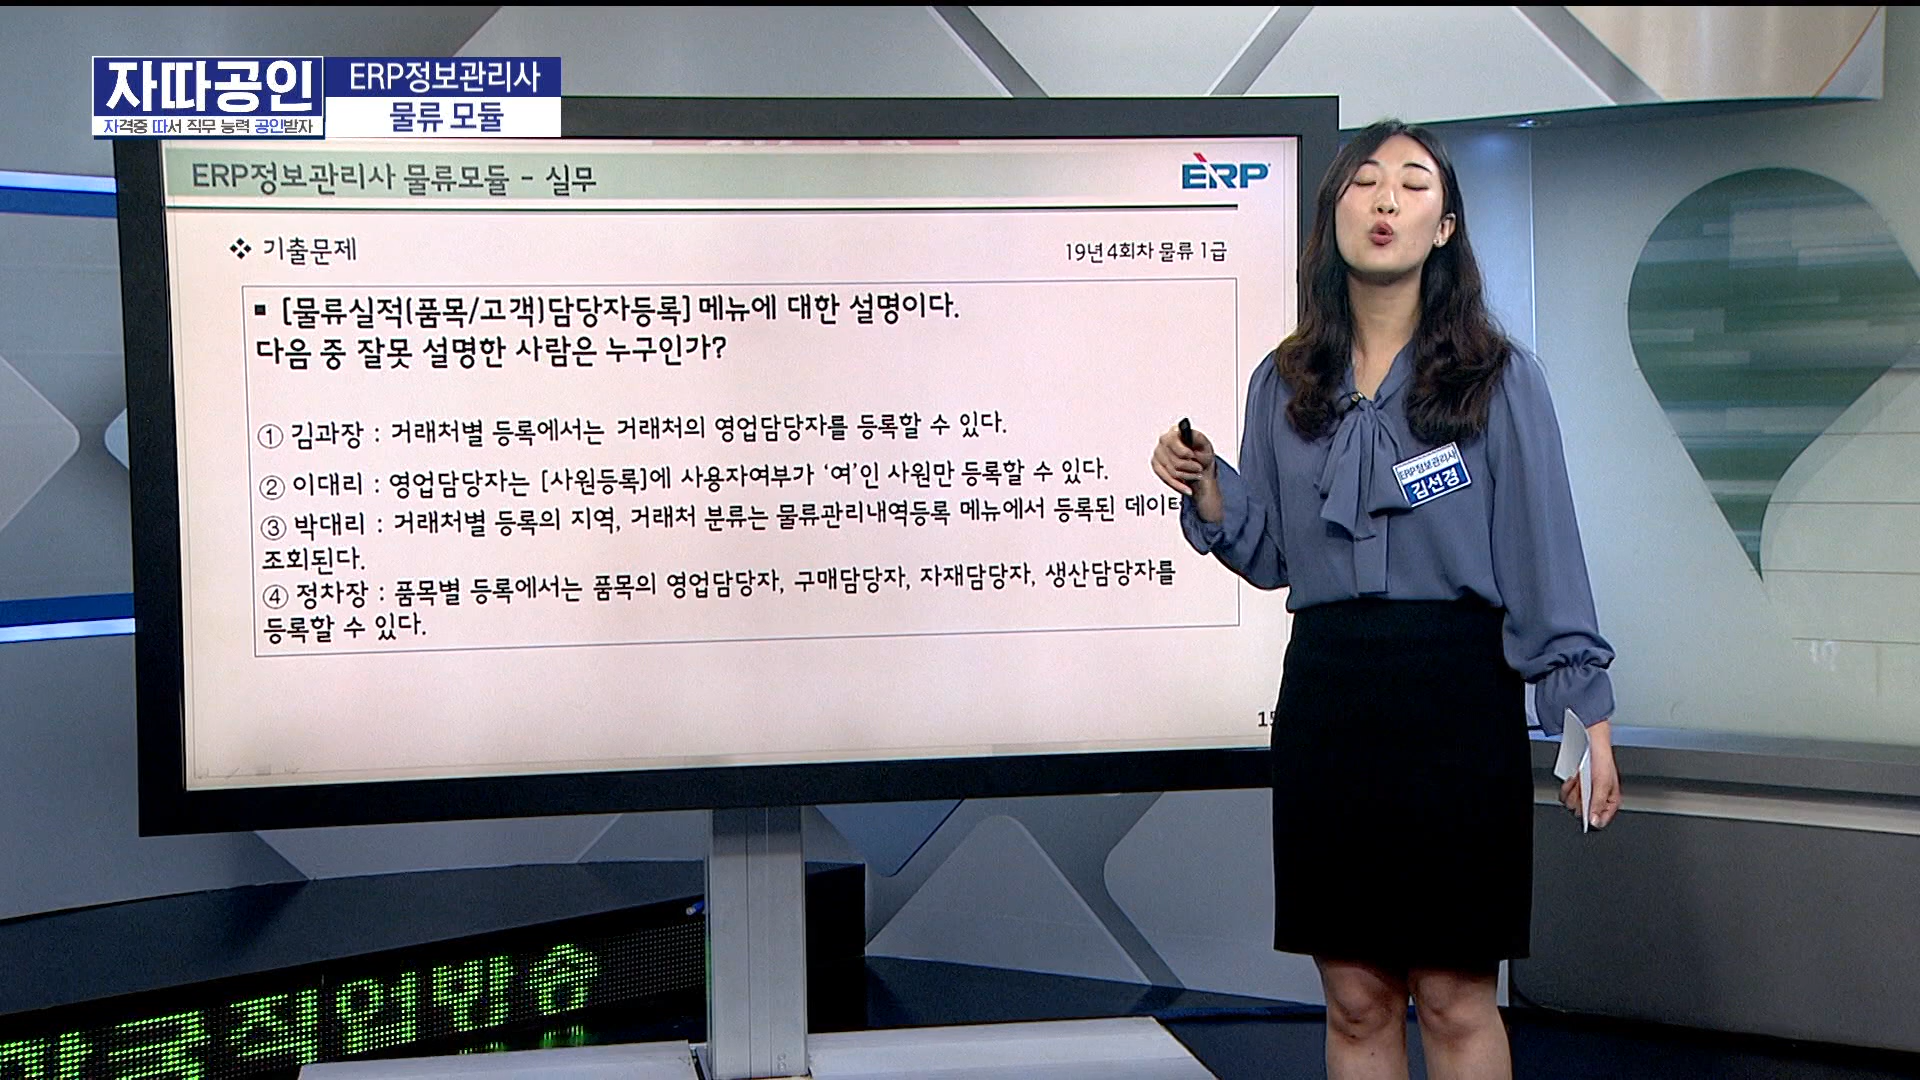 자따공인
자격증 따서 직무 능력 공인받자
ERP정보관리사
물류 모듈
ERP정보관리사 물류모듈 - 실무
ERP
❖ 기출문제
19년 4회차 물류 1급
▪ [물류실적(품목/고객)담당자등록] 메뉴에 대한 설명이다.
다음 중 잘못 설명한 사람은 누구인가?
① 김과장 : 거래처별 등록에서는 거래처의 영업담당자를 등록할 수 있다.
② 이대리 : 영업담당자는 [사원등록]에 사용자여부가 ‘여’인 사원만 등록할 수 있다.
③ 박대리 : 거래처별 등록의 지역, 거래처 분류는 물류관리내역등록 메뉴에서 등록된
조회된다.
④ 정차장 : 품목별 등록에서는 품목의 영업담당자, 구매담당자, 자재담당자, 생산담당자를
등록할 수 있다.
ERP정보관리사
김선경
한국직업방송